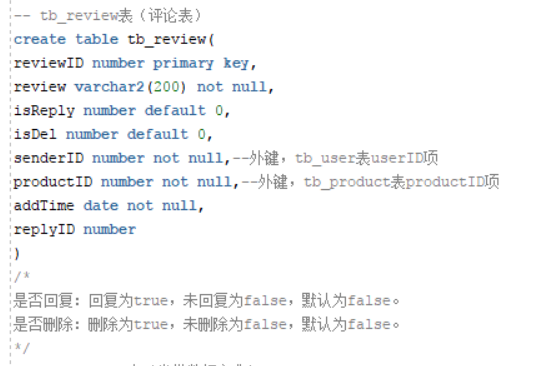 -- tb_review表（评论表）
create table tb_review(
reviewID number primary key,
review varchar2(200) not null,
isReply number default 0,
isDel number default 0,
senderID number not null,--外键，tb_user表userID项
productID number not null,--外键，tb_product表productID项
addTime date not null,
replyID number
)
/*
是否回复：回复为true，未回复为false，默认为false。
是否删除：删除为true，未删除为false，默认为false。
*/